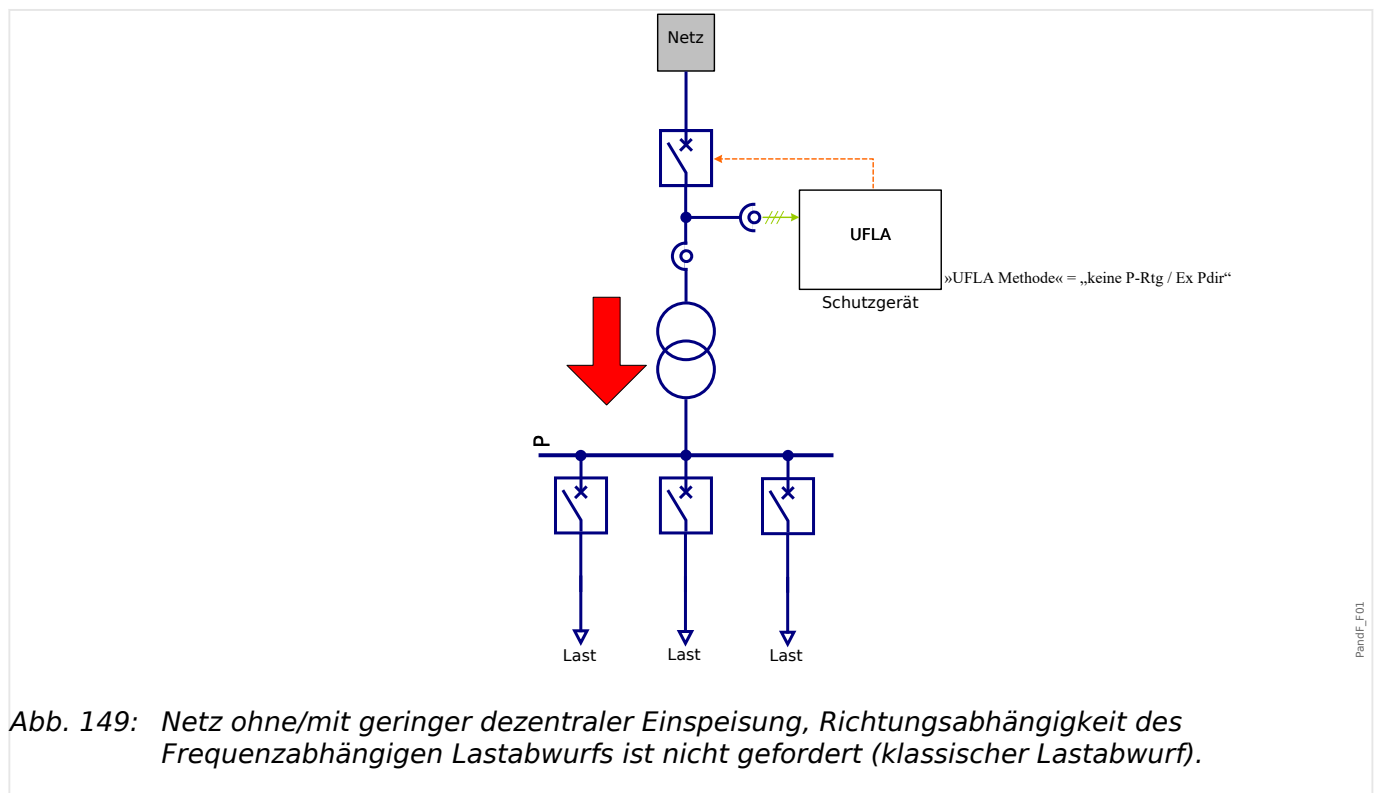 Netz
UFLA
»UFLA Methode« = „keine P-Rtg / Ex Pdir“
Schutzgerät
P
Last
Last
Last
PandF_F01
Abb. 149: Netz ohne/mit geringer dezentraler Einspeisung, Richtungsabhängigkeit des
Frequenzabhängigen Lastabwurfs ist nicht gefordert (klassischer Lastabwurf).